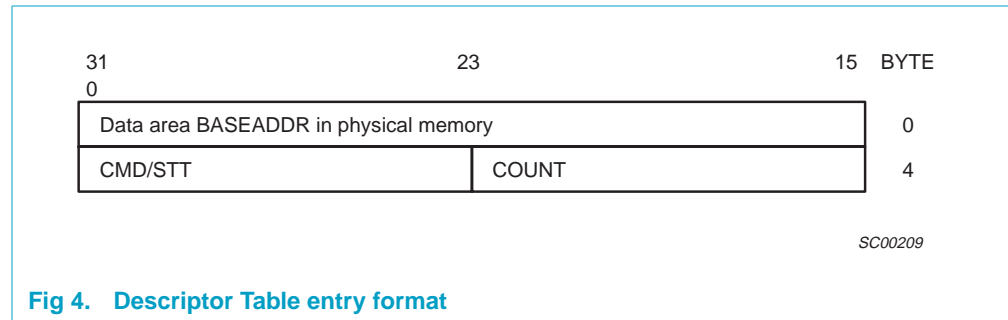 31 23 15 BYTE
0
Data area BASEADDR in physical memory 0
CMD/STT COUNT 4
SC00209
Fig 4. Descriptor Table entry format